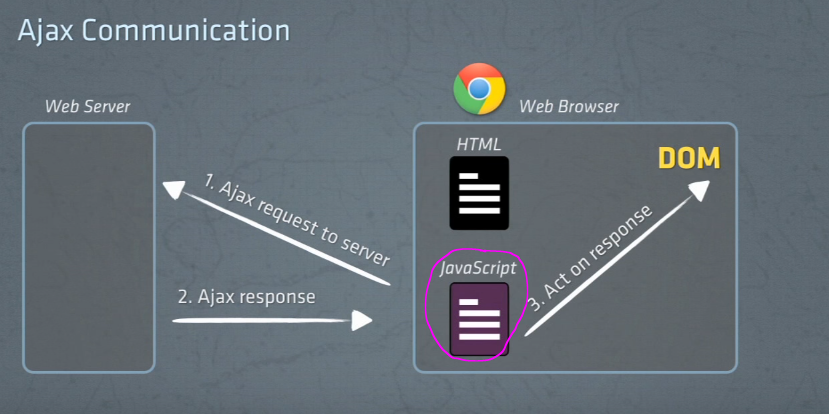 Ajax Communication
Web Server
Web Browser
HTML
DOM
1. Ajax request to server
JavaScript
2. Ajax response
3. Act on response